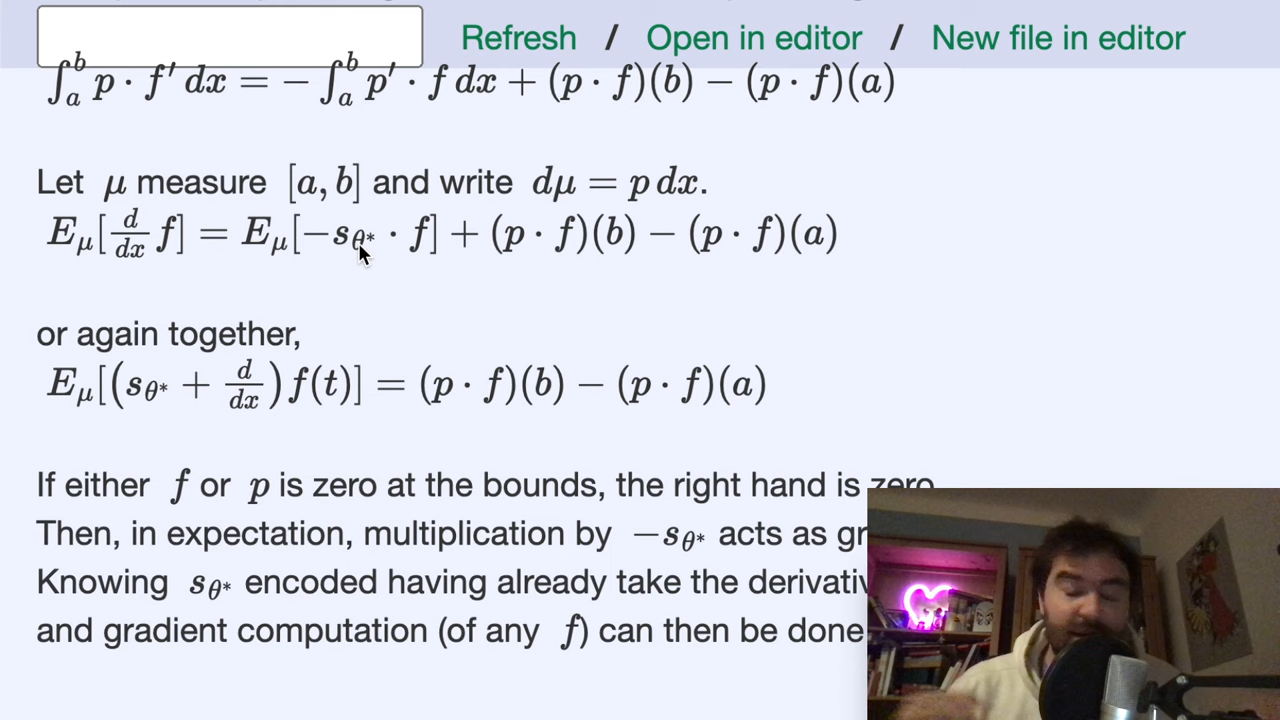 Refresh / Open in editor / New file in editor
∫_a^b p · f′ dx = − ∫_a^b p′ · f dx + (p · f)(b) − (p · f)(a)
Let μ measure [a, b] and write dμ = p dx.
E_μ[d/dx f] = E_μ[−s_θ* · f] + (p · f)(b) − (p · f)(a)
or again together,
E_μ[(s_θ* + d/dx) f(t)] = (p · f)(b) − (p · f)(a)
If either f or p is zero at the bounds, the right hand is zero
Then, in expectation, multiplication by −s_θ* acts as gr
Knowing s_θ* encoded having already take the derivativ
and gradient computation (of any f) can then be done